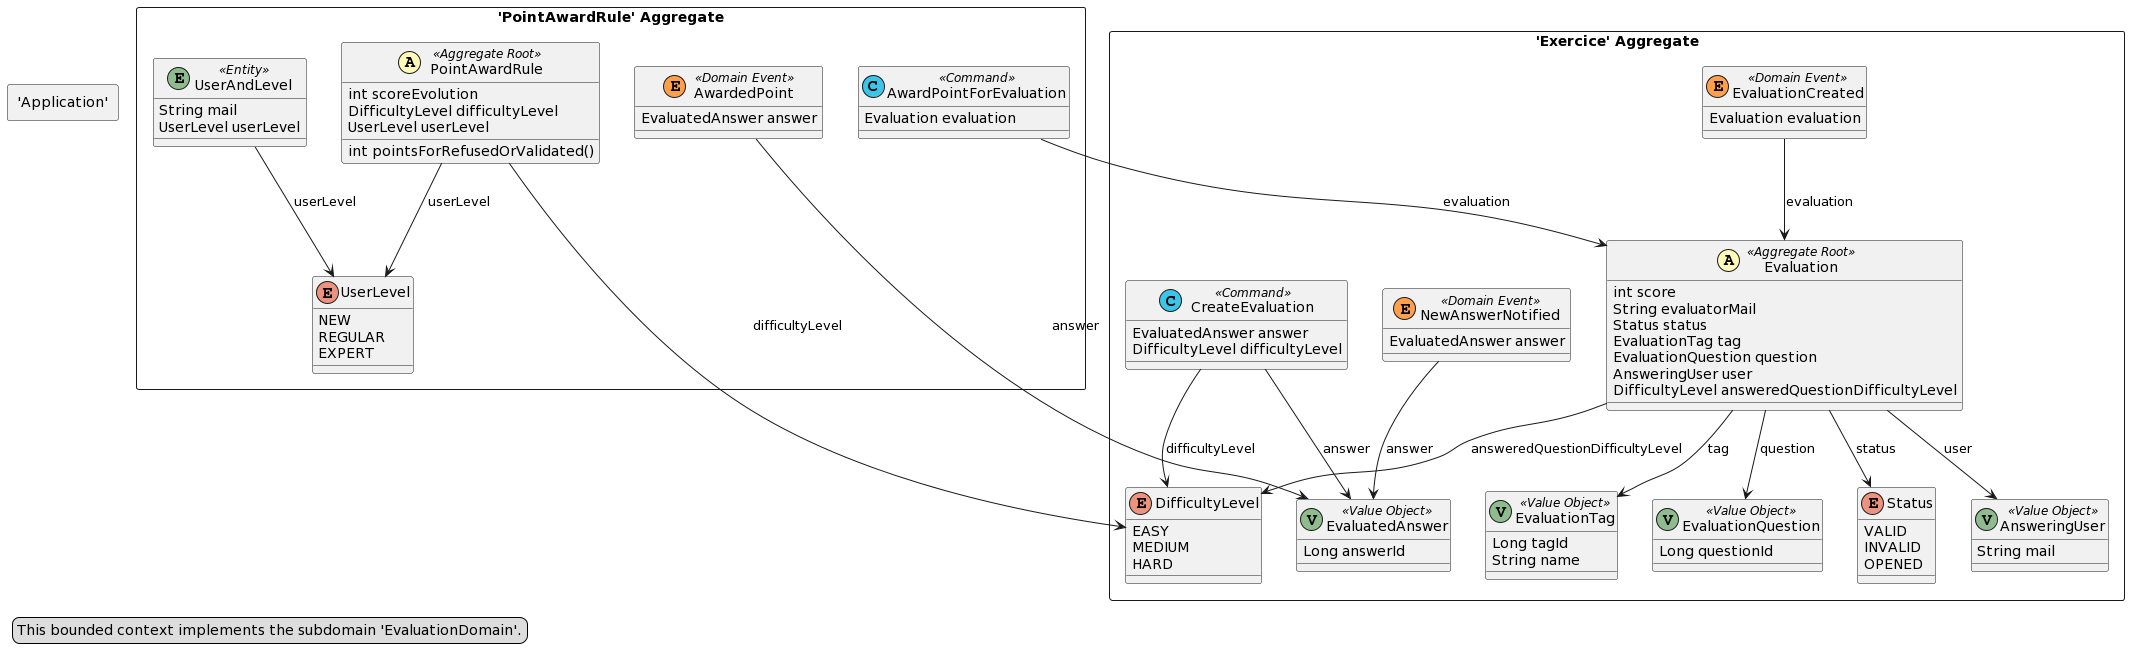 'Application'
'PointAwardRule' Aggregate
E
«Entity»
UserAndLevel
String mail
UserLevel userLevel
A
«Aggregate Root»
PointAwardRule
int scoreEvolution
DifficultyLevel difficultyLevel
UserLevel userLevel
int pointsForRefusedOrValidated()
E
«Domain Event»
AwardedPoint
EvaluatedAnswer answer
C
«Command»
AwardPointForEvaluation
Evaluation evaluation
userLevel
userLevel
E
UserLevel
NEW
REGULAR
EXPERT
difficultyLevel
answer
'Exercice' Aggregate
E
«Domain Event»
EvaluationCreated
Evaluation evaluation
evaluation
evaluation
C
«Command»
CreateEvaluation
EvaluatedAnswer answer
DifficultyLevel difficultyLevel
E
«Domain Event»
NewAnswerNotified
EvaluatedAnswer answer
A
«Aggregate Root»
Evaluation
int score
String evaluatorMail
Status status
EvaluationTag tag
EvaluationQuestion question
AnsweringUser user
DifficultyLevel answeredQuestionDifficultyLevel
difficultyLevel
answer
answer
answeredQuestionDifficultyLevel
tag
question
status
user
E
DifficultyLevel
EASY
MEDIUM
HARD
V
«Value Object»
EvaluatedAnswer
Long answerId
V
«Value Object»
EvaluationTag
Long tagId
String name
V
«Value Object»
EvaluationQuestion
Long questionId
E
Status
VALID
INVALID
OPENED
V
«Value Object»
AnsweringUser
String mail
This bounded context implements the subdomain 'EvaluationDomain'.